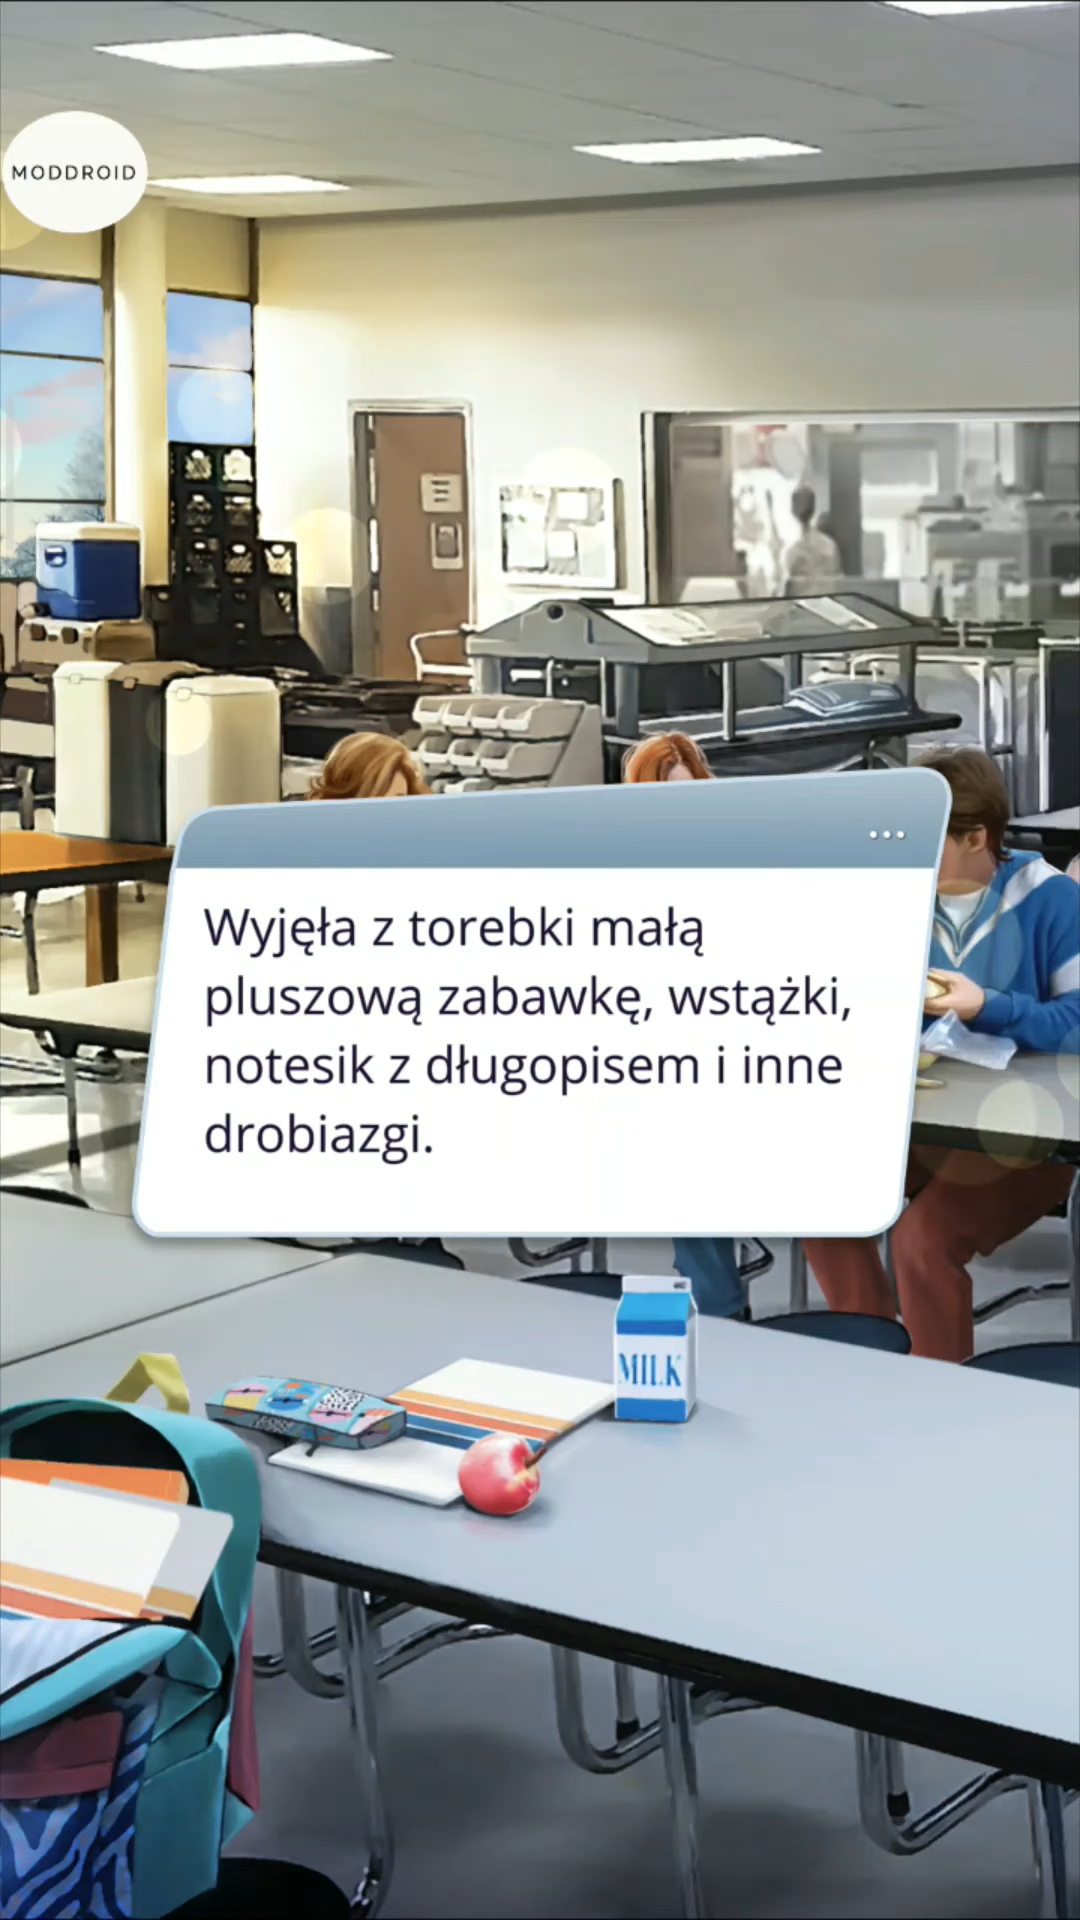 MODDROID
...
Wyjęła z torebki małą
pluszową zabawkę, wstążki,
notesik z długopisem i inne
drobiazgi.
MILK